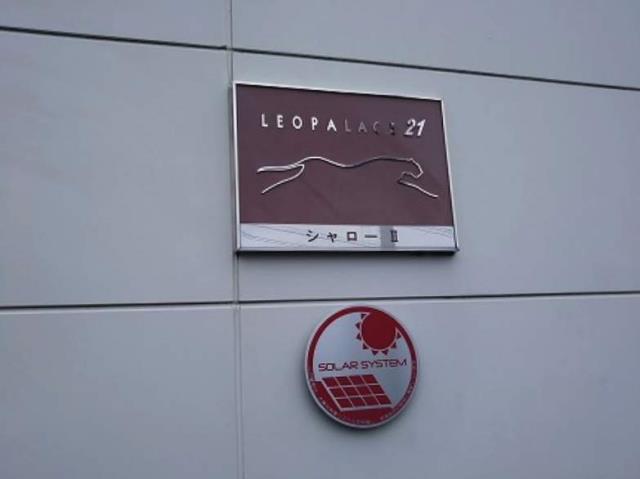 LEOPALACE 21
シャロー Ⅱ
SOLAR SYSTEM